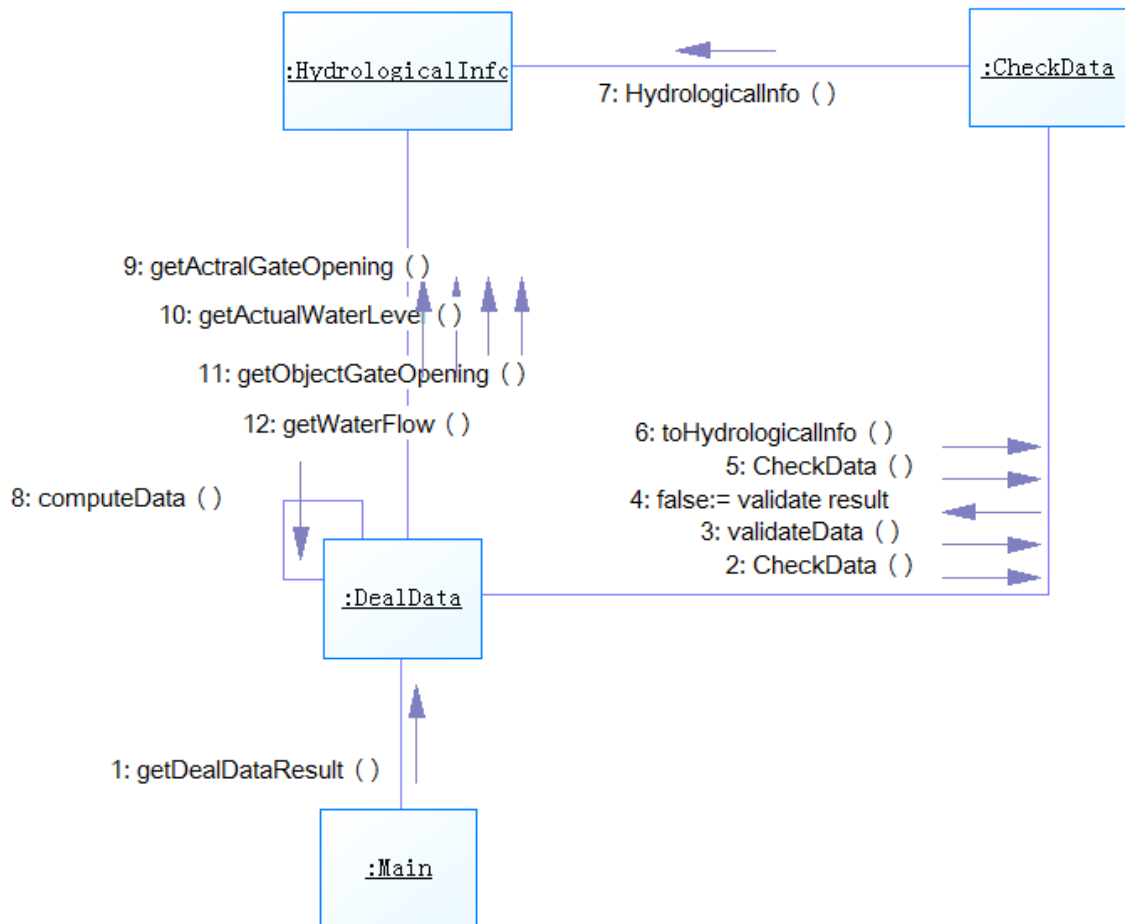 :HydrologicalInfo
:CheckData
7: HydrologicalInfo ( )
9: getActralGateOpening ( )
10: getActualWaterLevel ( )
11: getObjectGateOpening ( )
12: getWaterFlow ( )
6: toHydrologicalInfo ( )
5: CheckData ( )
4: false:= validate result
3: validateData ( )
2: CheckData ( )
8: computeData ( )
:DealData
1: getDealDataResult ( )
:Main